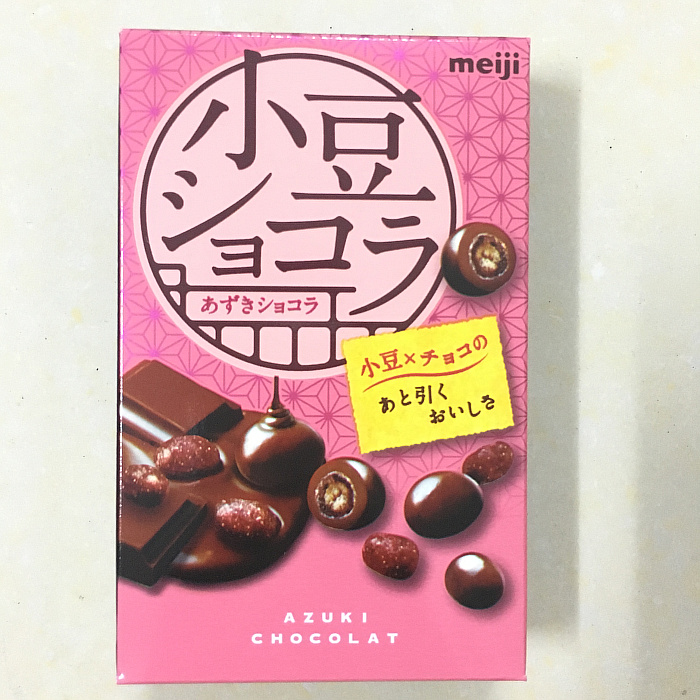 meiji
小豆
ショコラ
あずきショコラ
小豆×チョコの
あと引く
おいしさ
AZUKI
CHOCOLAT